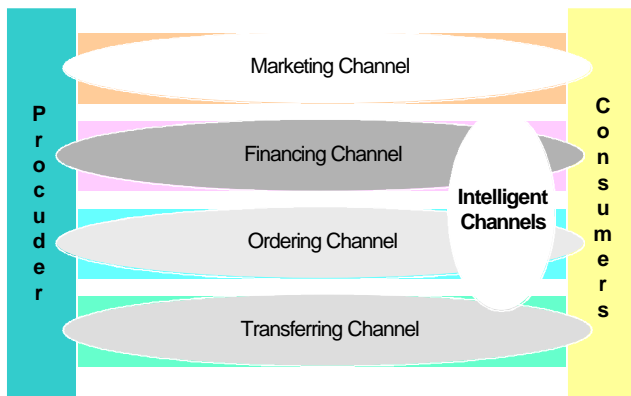 Procuder
Marketing Channel
Financing Channel
Ordering Channel
Transferring Channel
Intelligent
Channels
Consumers